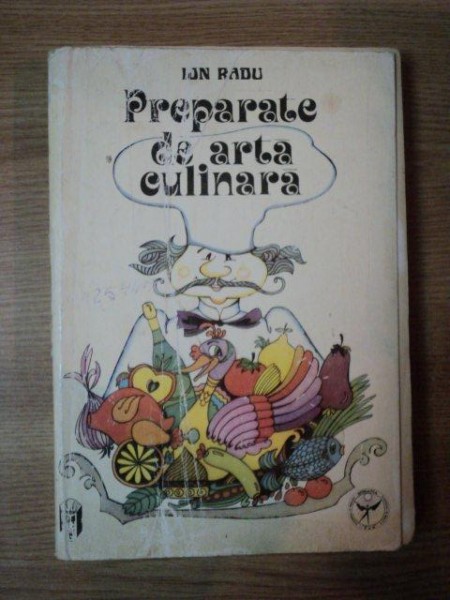 ION RADU
Preparate
de arta
culinara